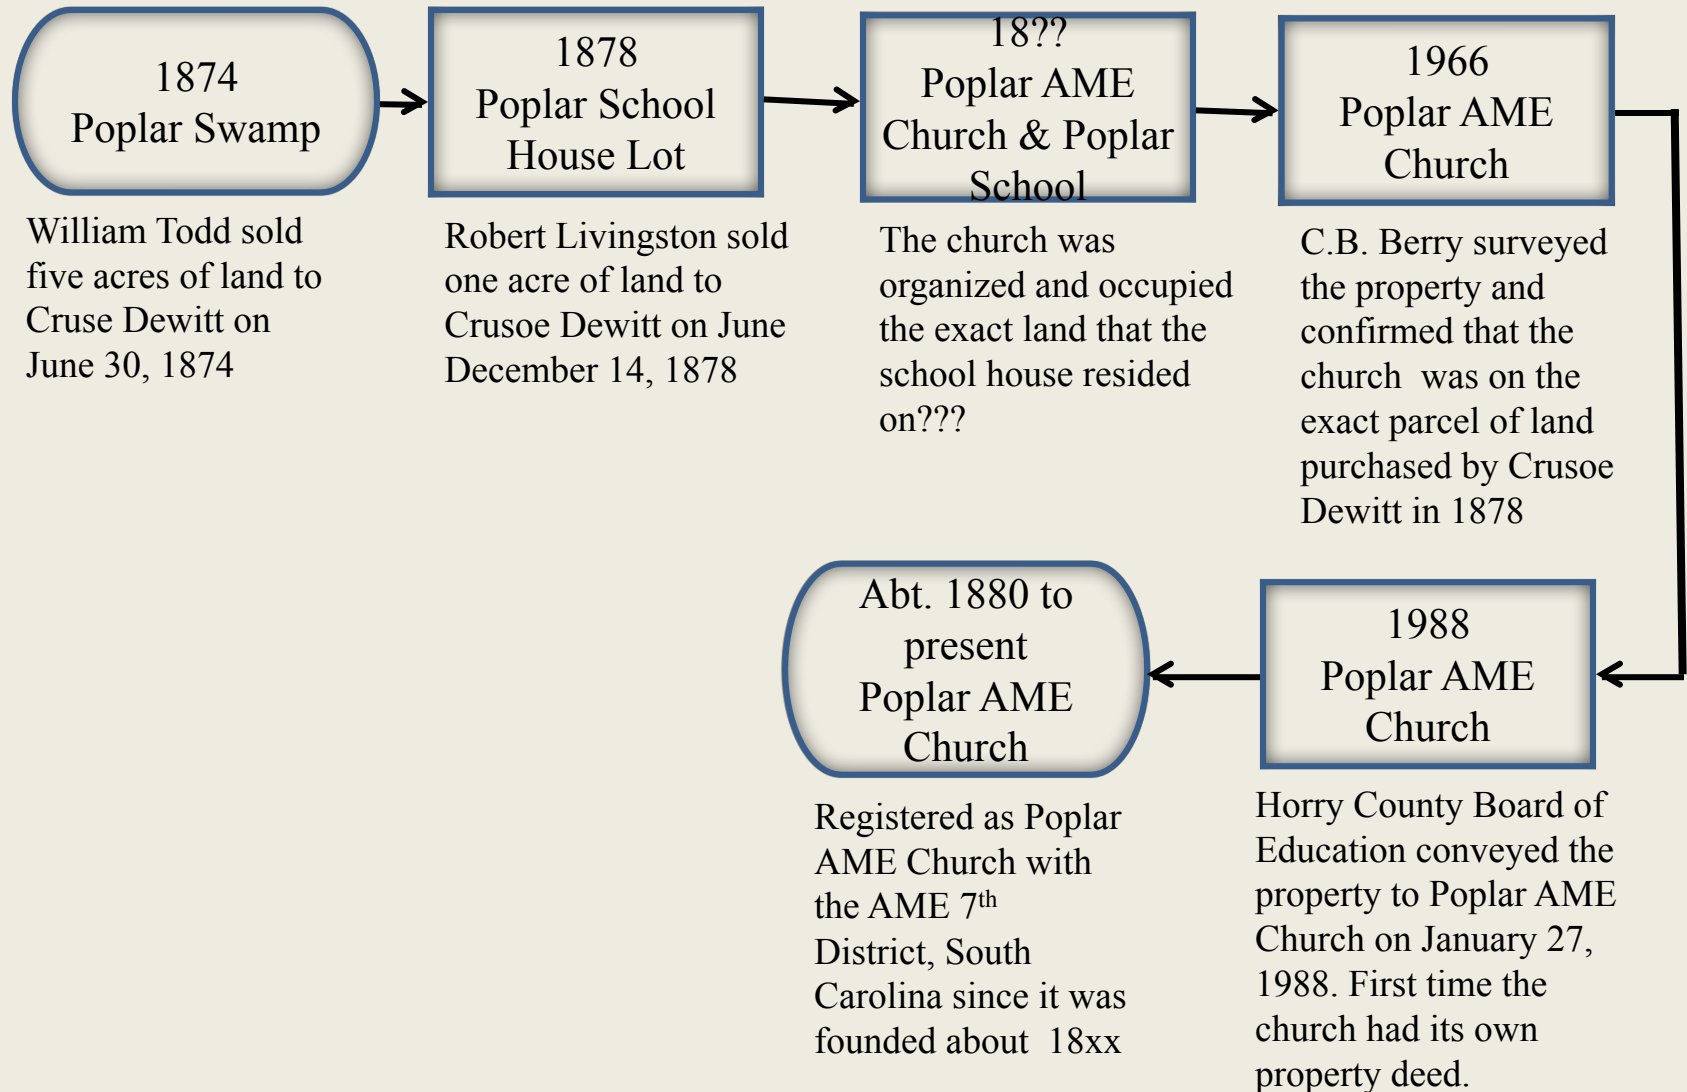 1874
Poplar Swamp
William Todd sold
five acres of land to
Cruse Dewitt on
June 30, 1874
1878
Poplar School
House Lot
Robert Livingston sold
one acre of land to
Crusoe Dewitt on June
December 14, 1878
18??
Poplar AME
Church & Poplar
School
The church was
organized and occupied
the exact land that the
school house resided
on???
1966
Poplar AME
Church
C.B. Berry surveyed
the property and
confirmed that the
church was on the
exact parcel of land
purchased by Crusoe
Dewitt in 1878
1988
Poplar AME
Church
Horry County Board of
Education conveyed the
property to Poplar AME
Church on January 27,
1988. First time the
church had its own
property deed.
Abt. 1880 to
present
Poplar AME
Church
Registered as Poplar
AME Church with
the AME 7th
District, South
Carolina since it was
founded about 18xx